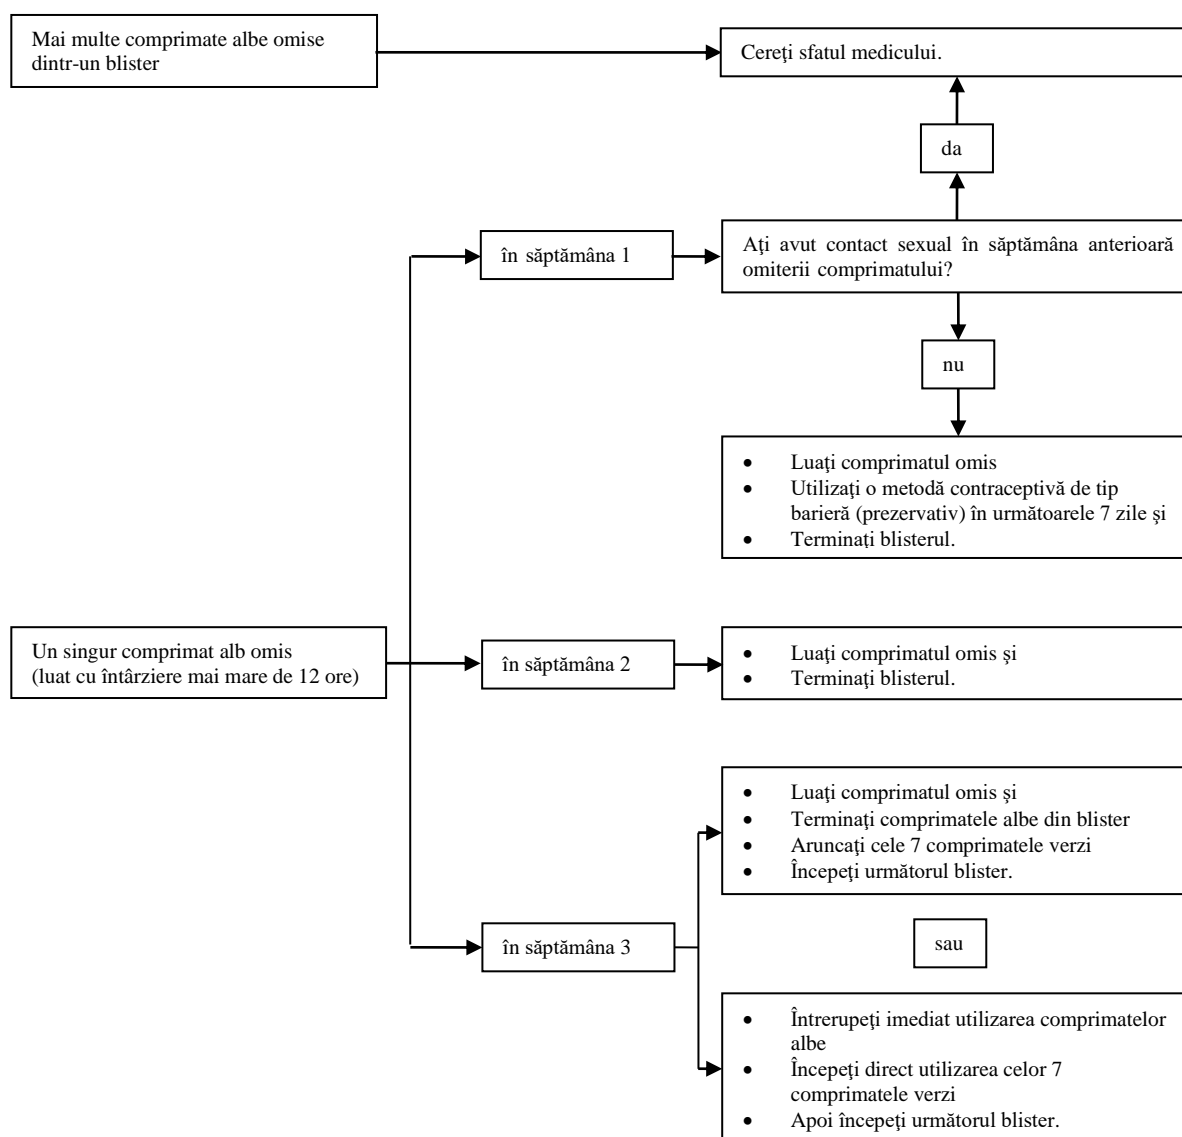 Mai multe comprimate albe omise
dintr-un blister
Cereţi sfatul medicului.
da
în săptămâna 1
Aţi avut contact sexual în săptămâna anterioară
omiterii comprimatului?
nu
• Luaţi comprimatul omis
• Utilizaţi o metodă contraceptivă de tip
barieră (prezervativ) în următoarele 7 zile şi
• Terminaţi blisterul.
Un singur comprimat alb omis
(luat cu întârziere mai mare de 12 ore)
în săptămâna 2
• Luaţi comprimatul omis şi
• Terminaţi blisterul.
• Luaţi comprimatul omis şi
• Terminaţi comprimatele albe din blister
• Aruncaţi cele 7 comprimatele verzi
• Începeţi următorul blister.
în săptămâna 3
sau
• Întrerupeţi imediat utilizarea comprimatelor
albe
• Începeţi direct utilizarea celor 7
comprimatele verzi
• Apoi începeţi următorul blister.